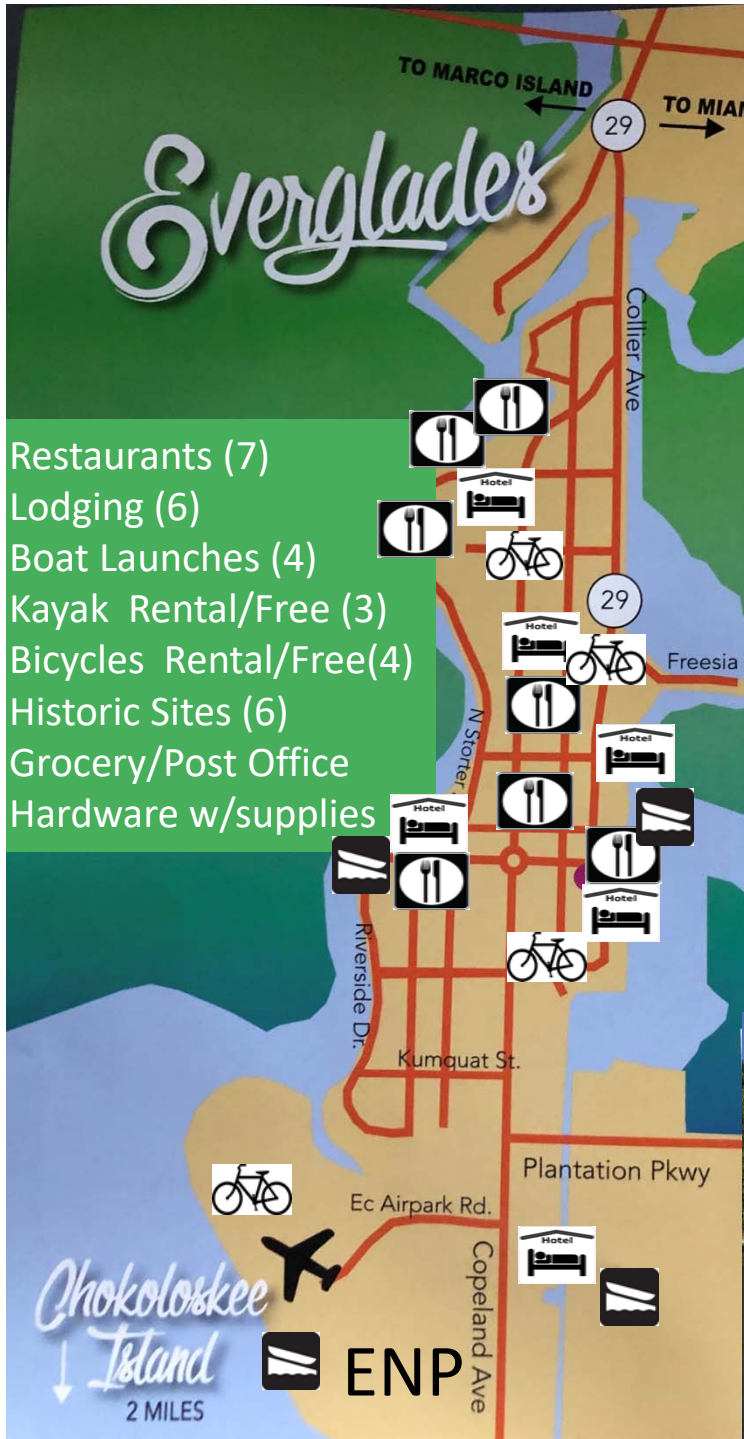 TO MARCO ISLAND
29
TO MIAM
Everglades
Collier Ave
Restaurants (7)
Lodging (6)
Boat Launches (4)
Kayak  Rental/Free (3)
Bicycles  Rental/Free(4)
Historic Sites (6)
Grocery/Post Office
Hardware w/supplies
Hotel
29
Hotel
Freesia
N Storter
Hotel
Hotel
Hotel
Riverside Dr.
Kumquat St.
Plantation Pkwy
Ec Airpark Rd.
Hotel
Copeland Ave
Chokoloskee
Island
2 MILES
ENP